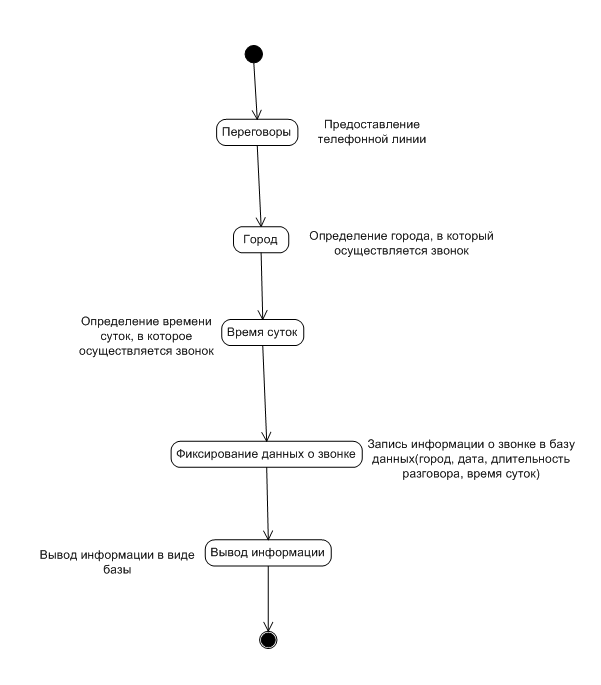 Переговоры
Предоставление
телефонной линии
Город
Определение города, в который
осуществляется звонок
Определение времени
суток, в которое
осуществляется звонок
Время суток
Фиксирование данных о звонке
Запись информации о звонке в базу
данных(город, дата, длительность
разговора, время суток)
Вывод информации в виде
базы
Вывод информации